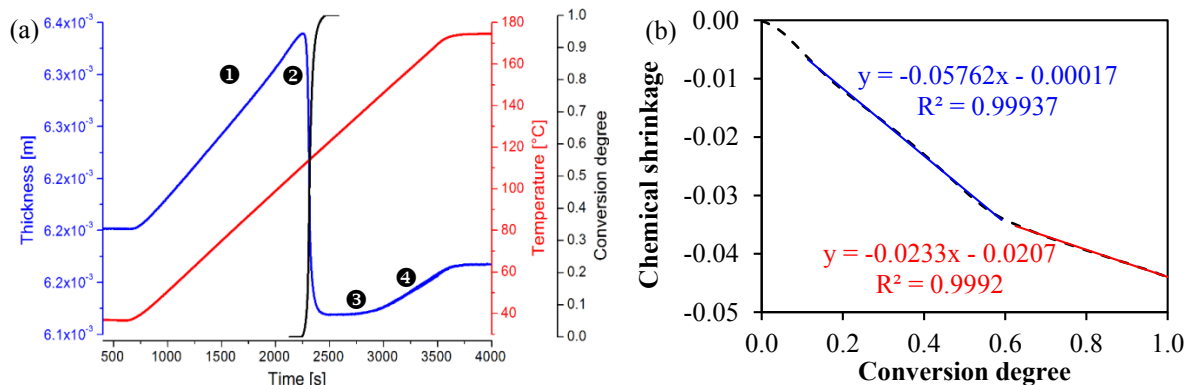 (a)
Thickness [m]
6.4x10⁻³
6.3x10⁻³
6.3x10⁻³
6.2x10⁻³
6.2x10⁻³
6.2x10⁻³
6.1x10⁻³
❶
❷
❸
❹
500 1000 1500 2000 2500 3000 3500 4000
Time [s]
Temperature [°C]
180
160
140
120
100
80
60
40
Conversion degree
1.0
0.9
0.8
0.7
0.6
0.5
0.4
0.3
0.2
0.1
0.0
(b)
Chemical shrinkage
0.00
-0.01
-0.02
-0.03
-0.04
-0.05
y = -0.05762x - 0.00017
R² = 0.99937
y = -0.0233x - 0.0207
R² = 0.9992
0.0 0.2 0.4 0.6 0.8 1.0
Conversion degree